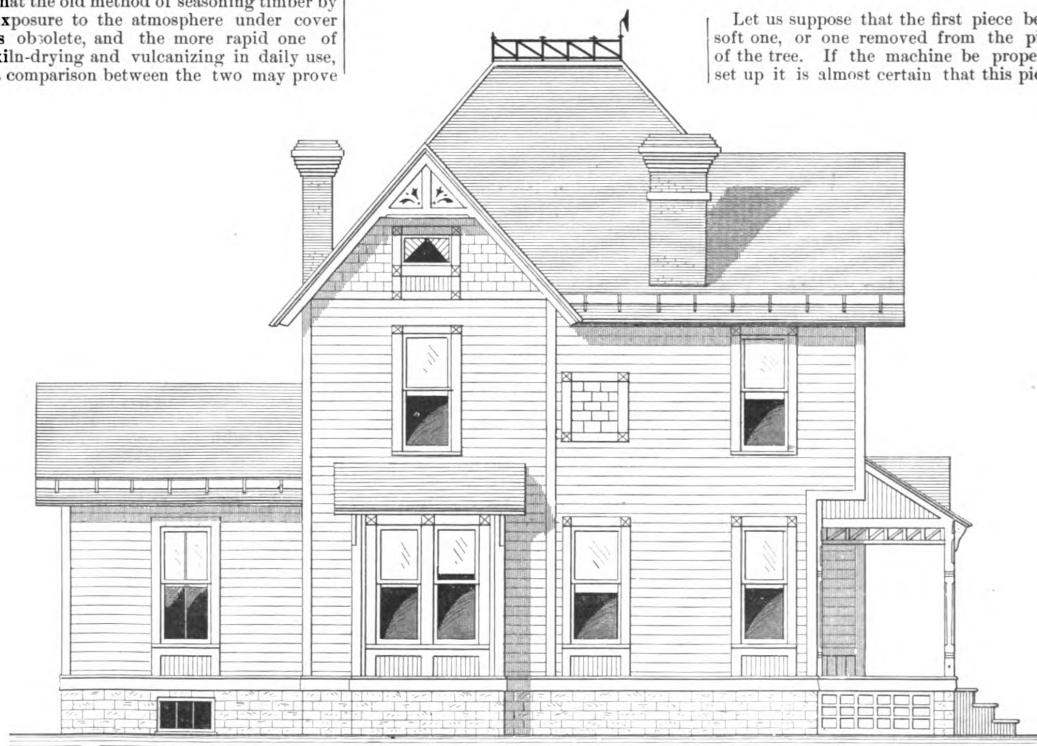 hat the old method of seasoning timber by
xposure to the atmosphere under cover
s obsolete, and the more rapid one of
kiln-drying and vulcanizing in daily use,
comparison between the two may prove
Let us suppose that the first piece be
soft one, or one removed from the p
of the tree. If the machine be prope
set up it is almost certain that this pie